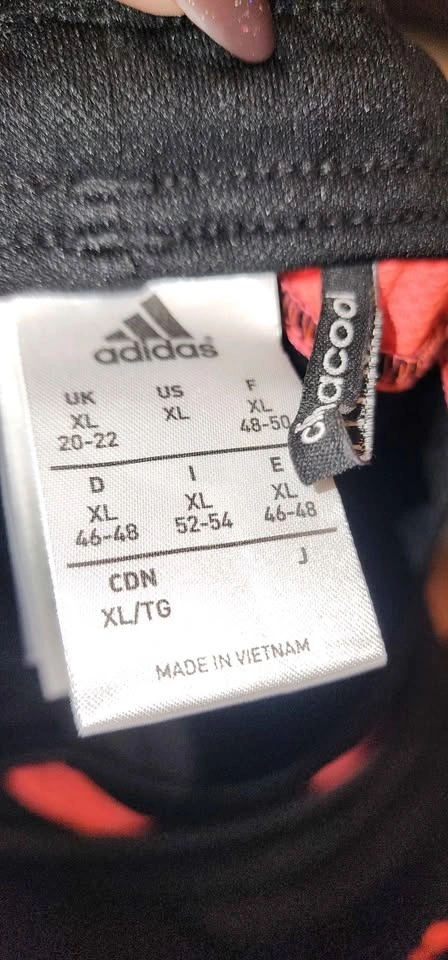 adidas
UK US F
XL XL XL
20-22 48-50
D I E
XL XL XL
46-48 52-54 46-48
CDN J
XL/TG
MADE IN VIETNAM
chacod